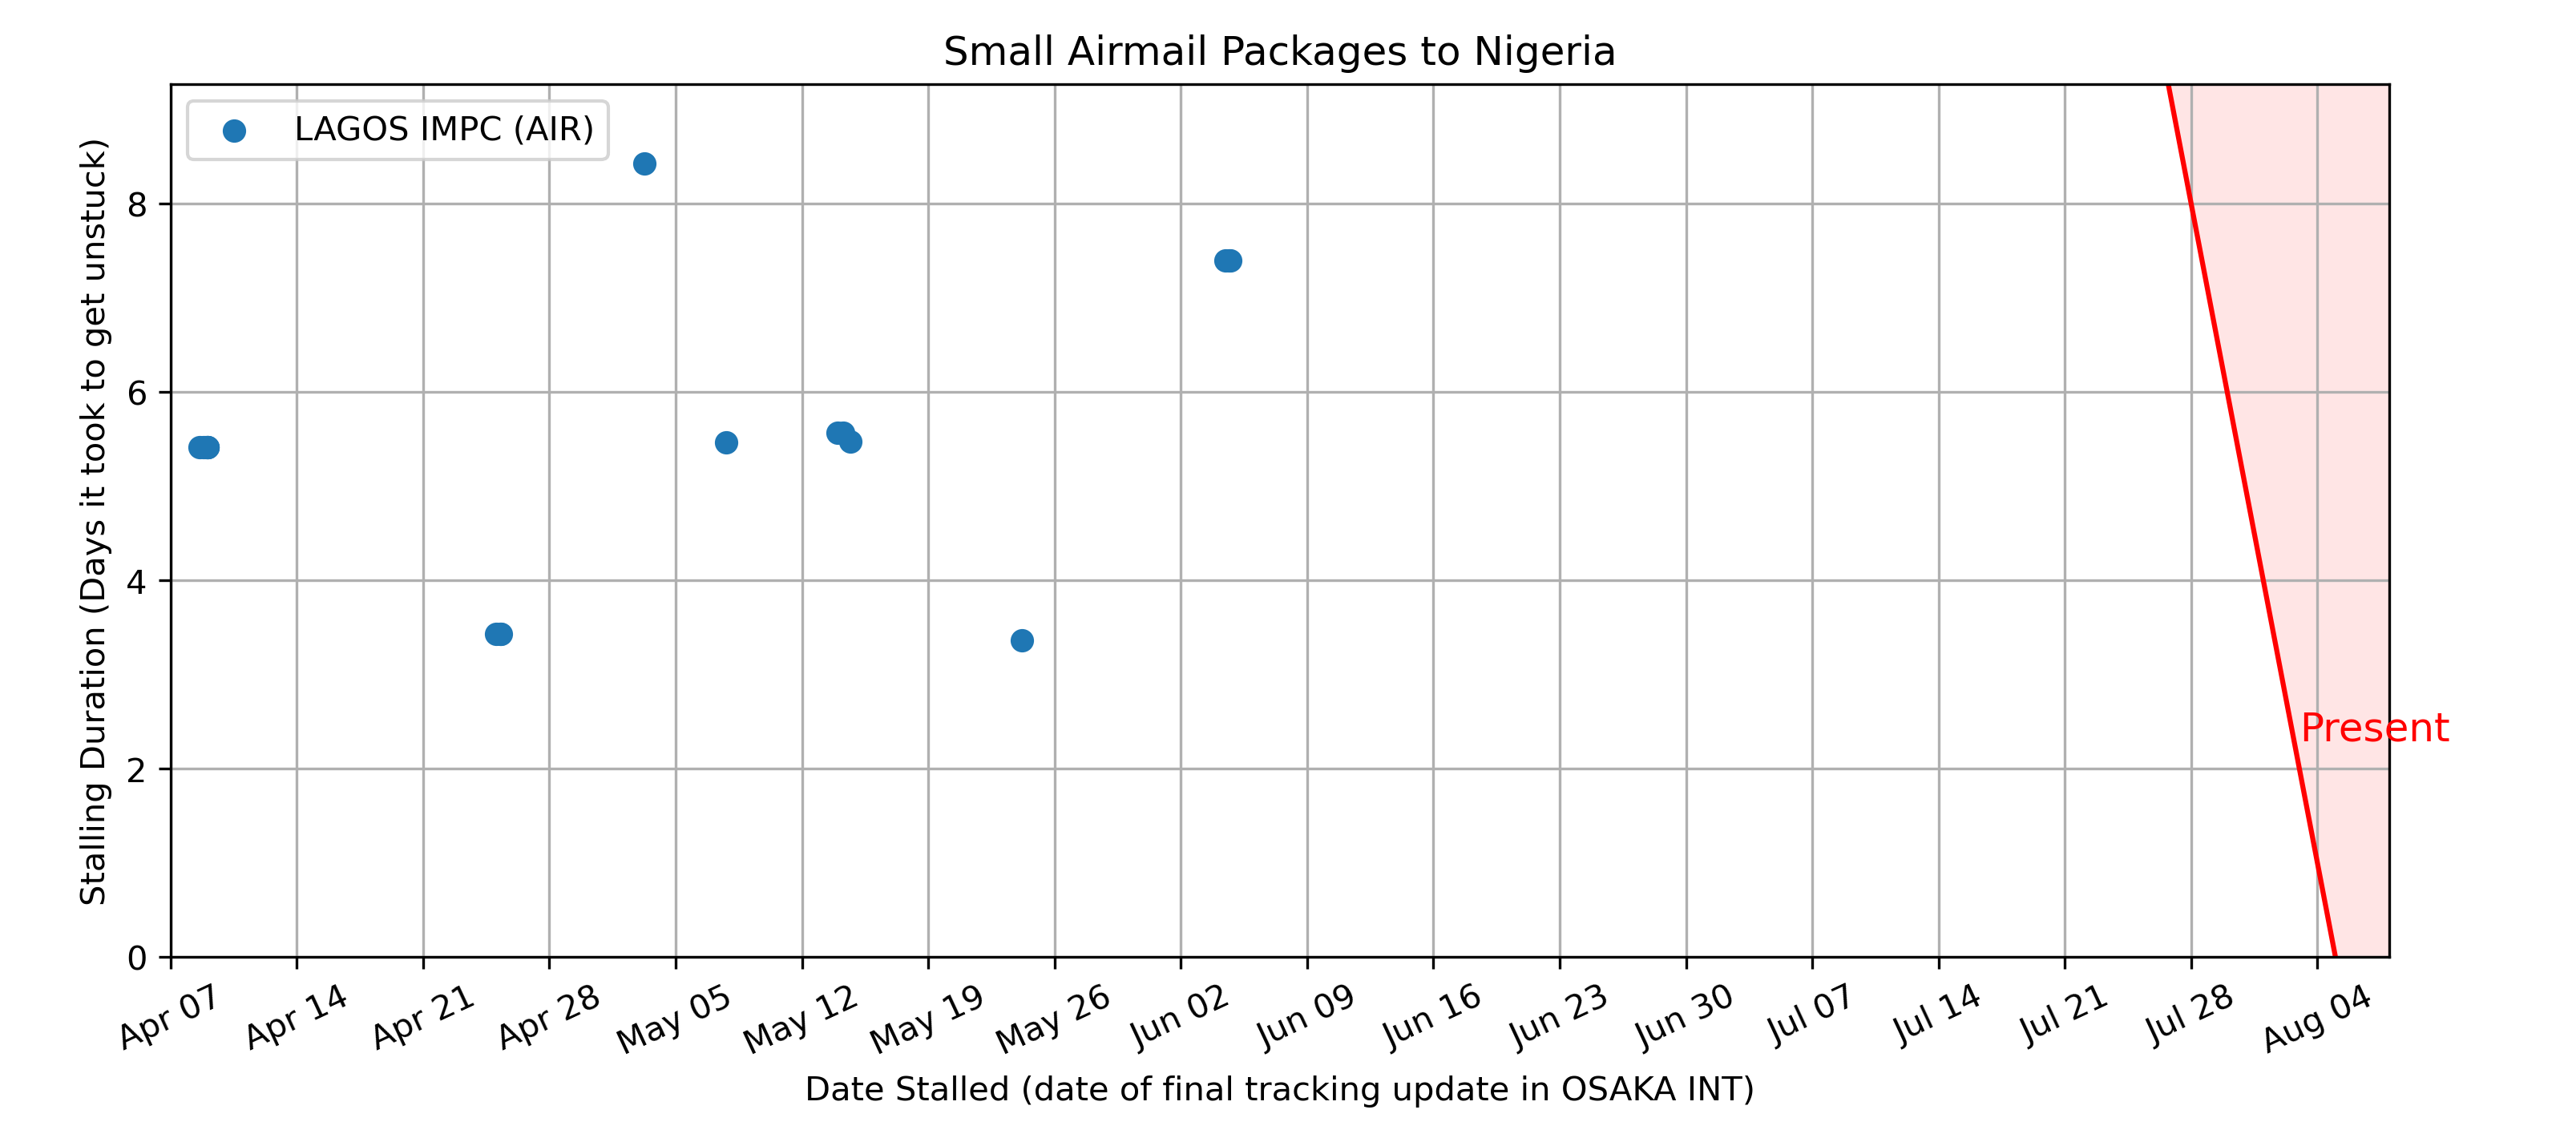 Small Airmail Packages to Nigeria
LAGOS IMPC (AIR)
Stalling Duration (Days it took to get unstuck)
8
6
4
2
0
Present
Apr 07
Apr 14
Apr 21
Apr 28
May 05
May 12
May 19
May 26
Jun 02
Jun 09
Jun 16
Jun 23
Jun 30
Jul 07
Jul 14
Jul 21
Jul 28
Aug 04
Date Stalled (date of final tracking update in OSAKA INT)